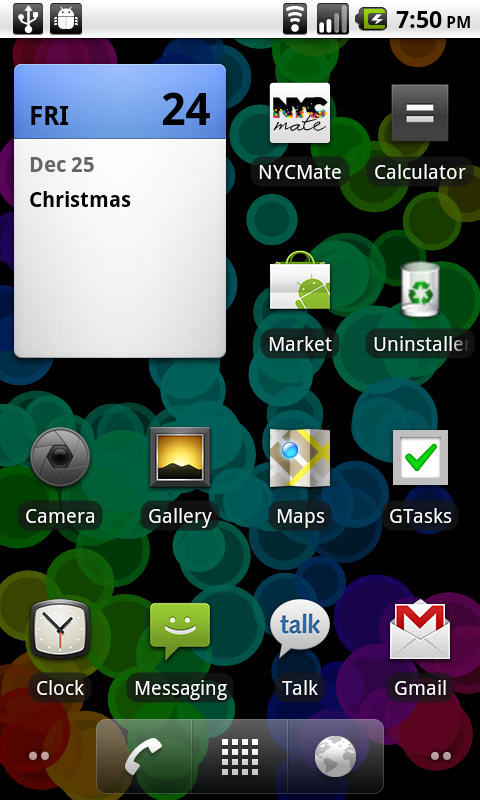 7:50 PM
FRI 24
Dec 25
Christmas
NYC
mate
NYCMate
Calculator
Market
Uninstaller
Camera
Gallery
Maps
GTasks
talk
Clock
Messaging
Talk
Gmail